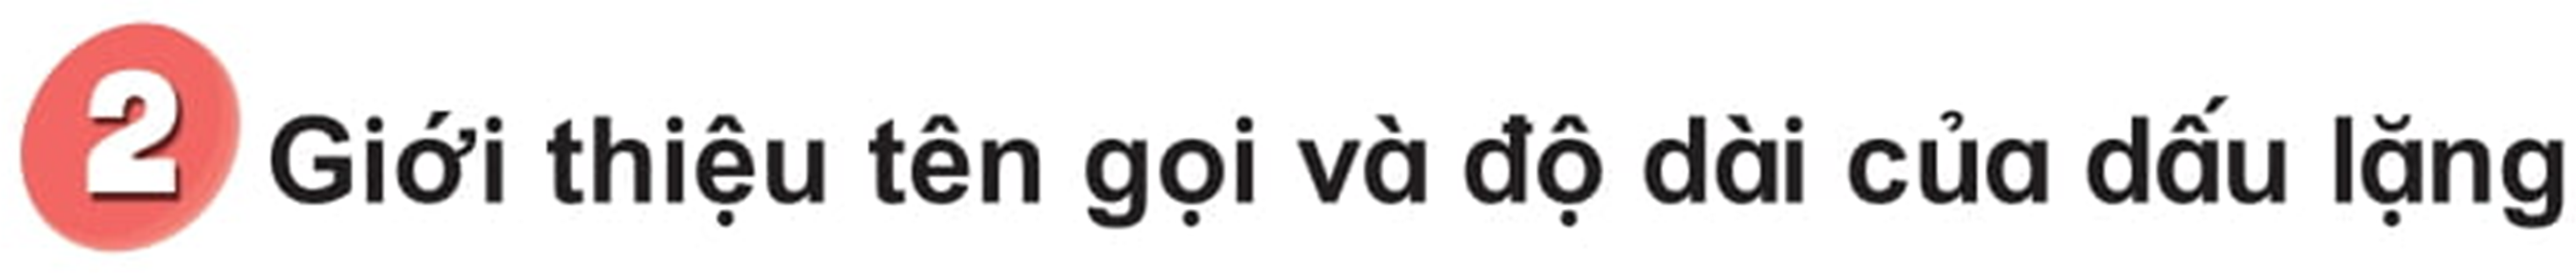 2 Giới thiệu tên gọi và độ dài của dấu lặng